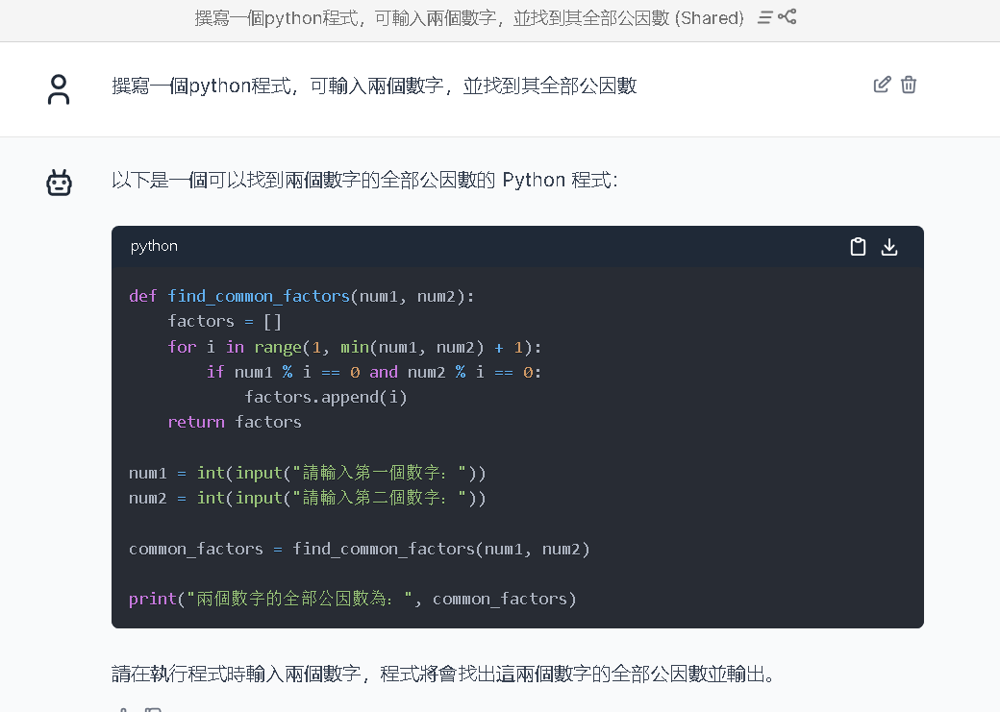 撰寫一個python程式，可輸入兩個數字，並找到其全部公因數 (Shared)
撰寫一個python程式，可輸入兩個數字，並找到其全部公因數
以下是一個可以找到兩個數字的全部公因數的 Python 程式：
python
def find_common_factors(num1, num2):
    factors = []
    for i in range(1, min(num1, num2) + 1):
        if num1 % i == 0 and num2 % i == 0:
            factors.append(i)
    return factors
num1 = int(input("請輸入第一個數字："))
num2 = int(input("請輸入第二個數字："))
common_factors = find_common_factors(num1, num2)
print("兩個數字的全部公因數為：", common_factors)
請在執行程式時輸入兩個數字，程式將會找出這兩個數字的全部公因數並輸出。